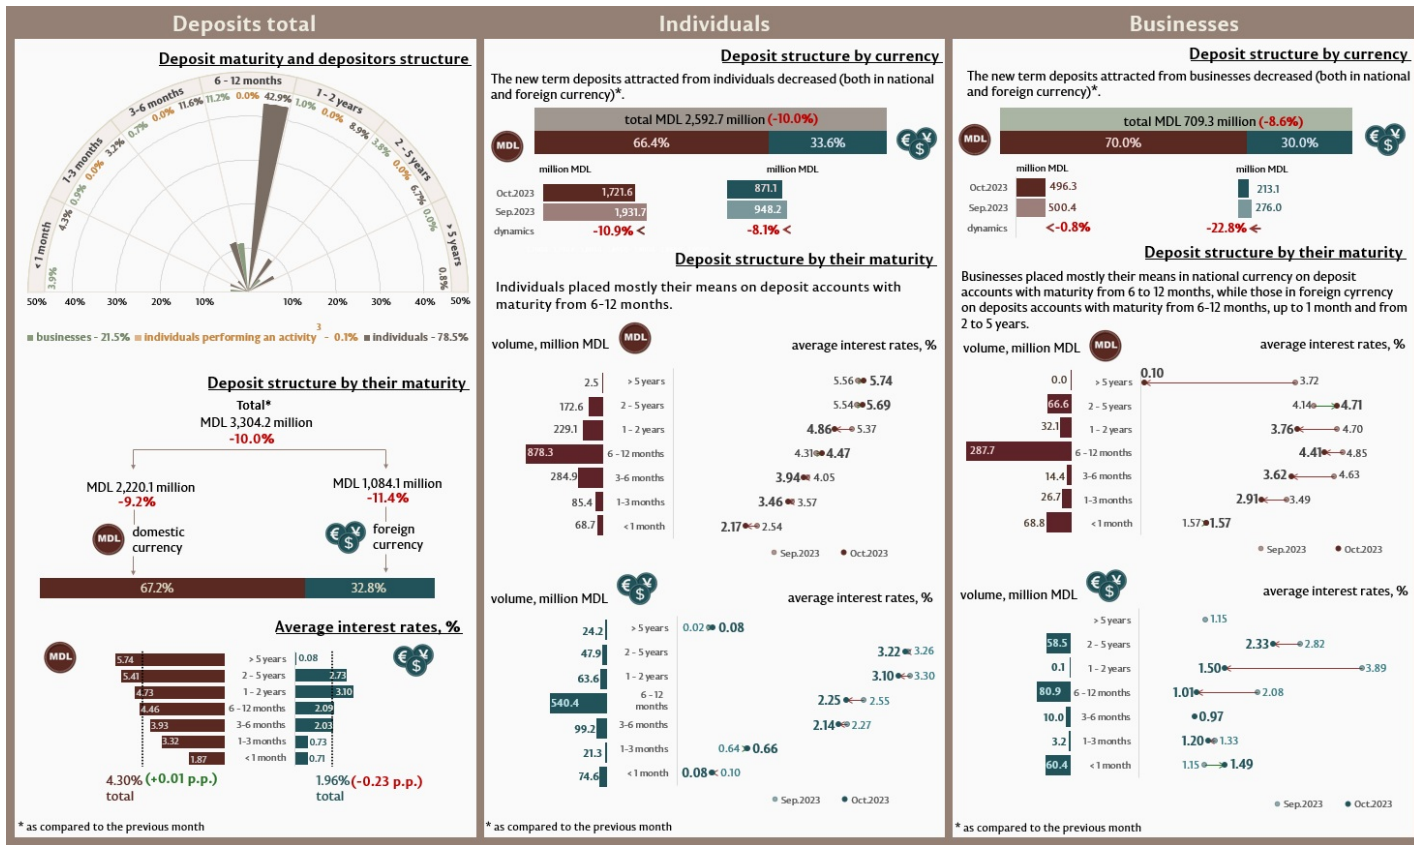 Deposits total
Deposit maturity and depositors structure
< 1 month
1-3 months
3-6 months
6 - 12 months
1 - 2 years
2 - 5 years
> 5 years
3.9%
4.3%
0.9%
0.0%
3.2%
0.7%
0.0%
11.6%
11.2%
0.0%
42.9%
1.0%
0.0%
8.9%
3.8%
0.0%
6.7%
0.0%
0.8%
50% 40% 30% 20% 10% 10% 20% 30% 40% 50%
businesses - 21.5% individuals performing an activity 3 - 0.1% individuals - 78.5%
Deposit structure by their maturity
Total*
MDL 3,304.2 million
-10.0%
MDL 2,220.1 million
-9.2%
MDL 1,084.1 million
-11.4%
MDL
domestic
currency
€ ¥ $
foreign
currency
67.2% 32.8%
Average interest rates, %
MDL
€ ¥ $
5.74 > 5 years 0.08
5.41 2 - 5 years 2.73
4.73 1 - 2 years 3.10
4.46 6 - 12 months 2.09
3.93 3-6 months 2.03
3.32 1-3 months 0.73
1.87 < 1 month 0.71
4.30% (+0.01 p.p.)
total
1.96% (-0.23 p.p.)
total
* as compared to the previous month
Individuals
Deposit structure by currency
The new term deposits attracted from individuals decreased (both in national
and foreign currency)*.
total MDL 2,592.7 million (-10.0%)
MDL 66.4% 33.6% € ¥ $
million MDL million MDL
Oct.2023 1,721.6 871.1
Sep.2023 1,931.7 948.2
dynamics -10.9% < -8.1% <
Deposit structure by their maturity
Individuals placed mostly their means on deposit accounts with
maturity from 6-12 months.
volume, million MDL MDL average interest rates, %
2.5 > 5 years 5.56 5.74
172.6 2 - 5 years 5.54 5.69
229.1 1 - 2 years 4.86 5.37
878.3 6 - 12 months 4.31 4.47
284.9 3-6 months 3.94 4.05
85.4 1-3 months 3.46 3.57
68.7 < 1 month 2.17 2.54
Sep.2023 Oct.2023
volume, million MDL € ¥ $ average interest rates, %
24.2 > 5 years 0.02 0.08
47.9 2 - 5 years 3.22 3.26
63.6 1 - 2 years 3.10 3.30
540.4 6 - 12
months 2.25 2.55
99.2 3-6 months 2.14 2.27
21.3 1-3 months 0.64 0.66
74.6 < 1 month 0.08 0.10
Sep.2023 Oct.2023
* as compared to the previous month
Businesses
Deposit structure by currency
The new term deposits attracted from businesses decreased (both in national
and foreign currency)*.
total MDL 709.3 million (-8.6%)
MDL 70.0% 30.0% € ¥ $
million MDL million MDL
Oct.2023 496.3 213.1
Sep.2023 500.4 276.0
dynamics <-0.8% -22.8%
Deposit structure by their maturity
Businesses placed mostly their means in national currency on deposit
accounts with maturity from 6 to 12 months, while those in foreign cyrrency
on deposits accounts with maturity from 6-12 months, up to 1 month and from
2 to 5 years.
volume, million MDL MDL average interest rates, %
0.0 > 5 years 0.10 3.72
66.6 2 - 5 years 4.14 4.71
32.1 1 - 2 years 3.76 4.70
287.7 6 - 12 months 4.41 4.85
14.4 3-6 months 3.62 4.63
26.7 1-3 months 2.91 3.49
68.8 < 1 month 1.57 1.57
Sep.2023 Oct.2023
volume, million MDL € ¥ $ average interest rates, %
> 5 years 1.15
58.5 2 - 5 years 2.33 2.82
0.1 1 - 2 years 1.50 3.89
80.9 6 - 12 months 1.01 2.08
10.0 3-6 months 0.97
3.2 1-3 months 1.20 1.33
60.4 < 1 month 1.15 1.49
Sep.2023 Oct.2023
* as compared to the previous month